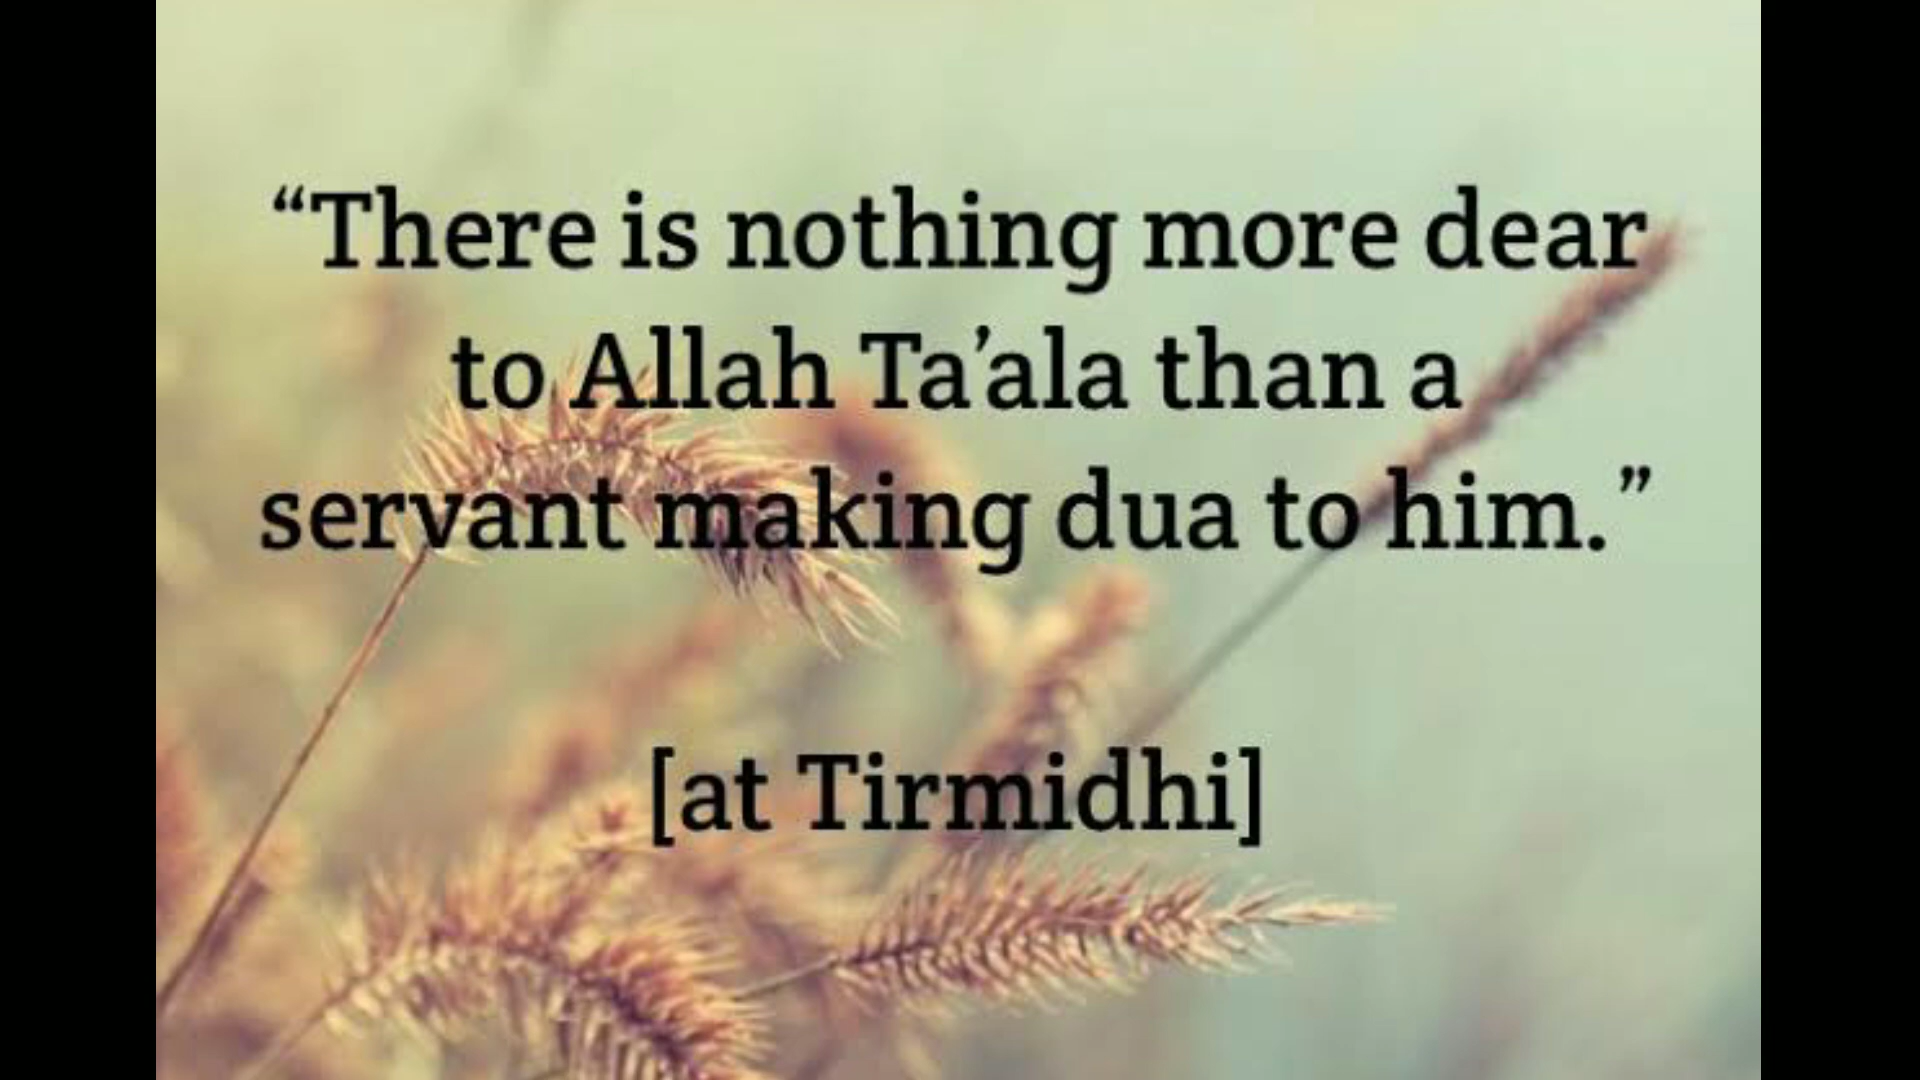 “There is nothing more dear
to Allah Ta’ala than a
servant making dua to him.”
[at Tirmidhi]